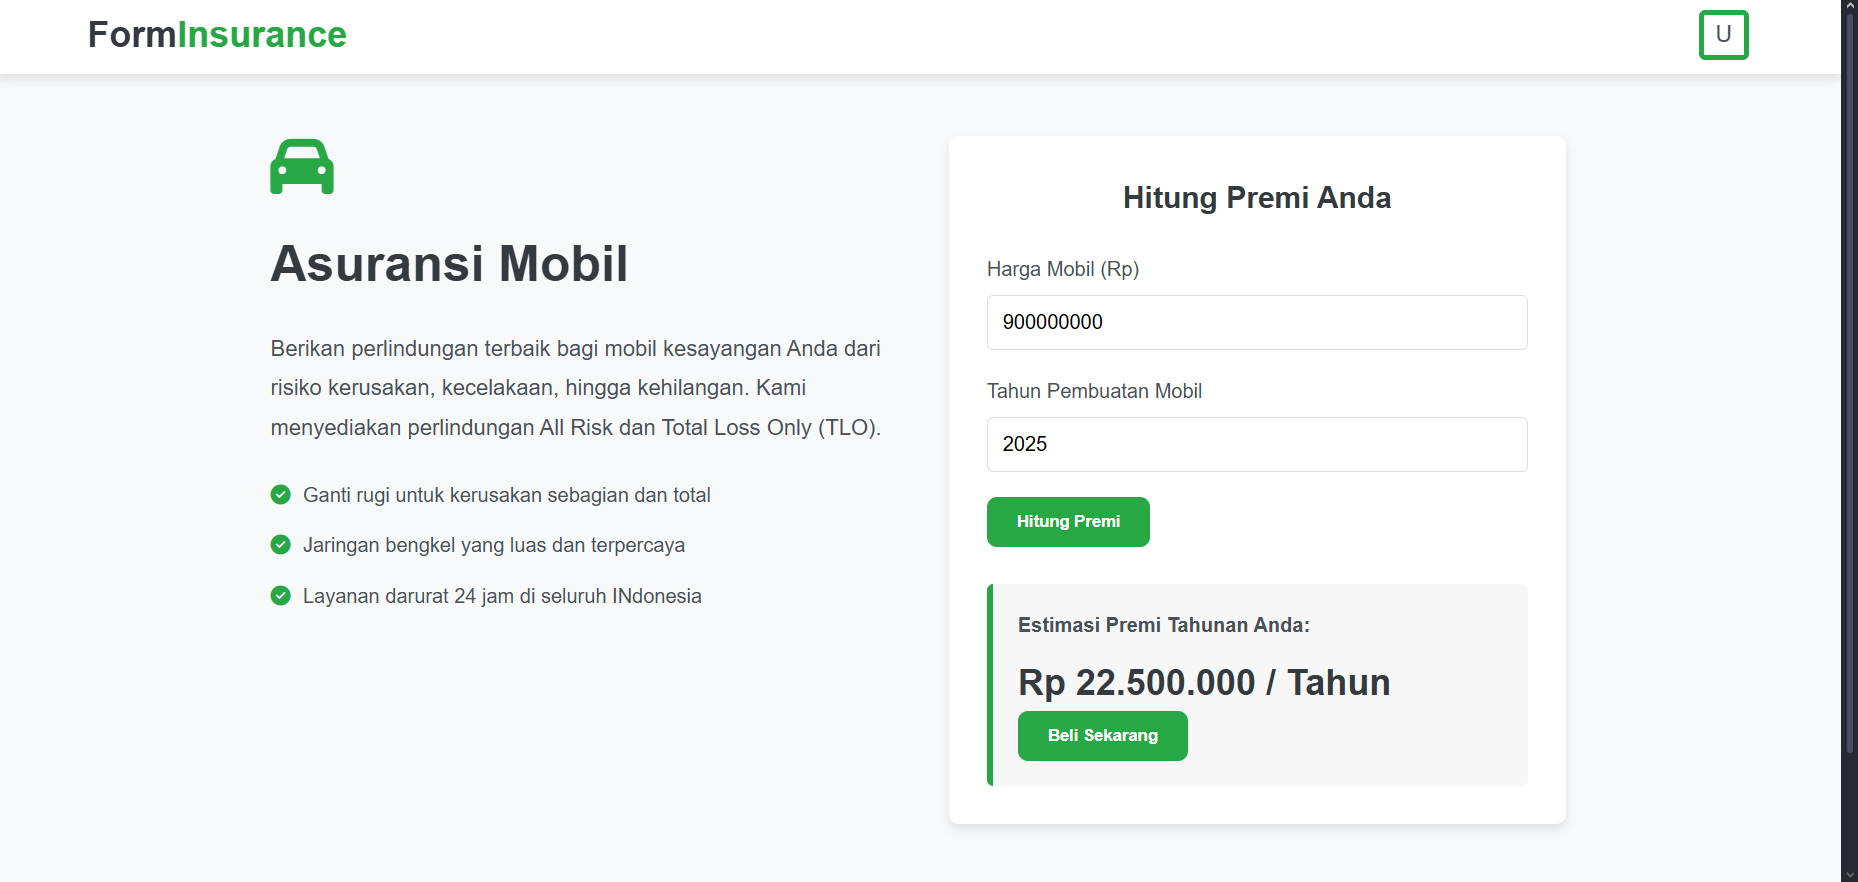 FormInsurance
U
Asuransi Mobil
Berikan perlindungan terbaik bagi mobil kesayangan Anda dari
risiko kerusakan, kecelakaan, hingga kehilangan. Kami
menyediakan perlindungan All Risk dan Total Loss Only (TLO).
Ganti rugi untuk kerusakan sebagian dan total
Jaringan bengkel yang luas dan terpercaya
Layanan darurat 24 jam di seluruh INdonesia
Hitung Premi Anda
Harga Mobil (Rp)
900000000
Tahun Pembuatan Mobil
2025
Hitung Premi
Estimasi Premi Tahunan Anda:
Rp 22.500.000 / Tahun
Beli Sekarang